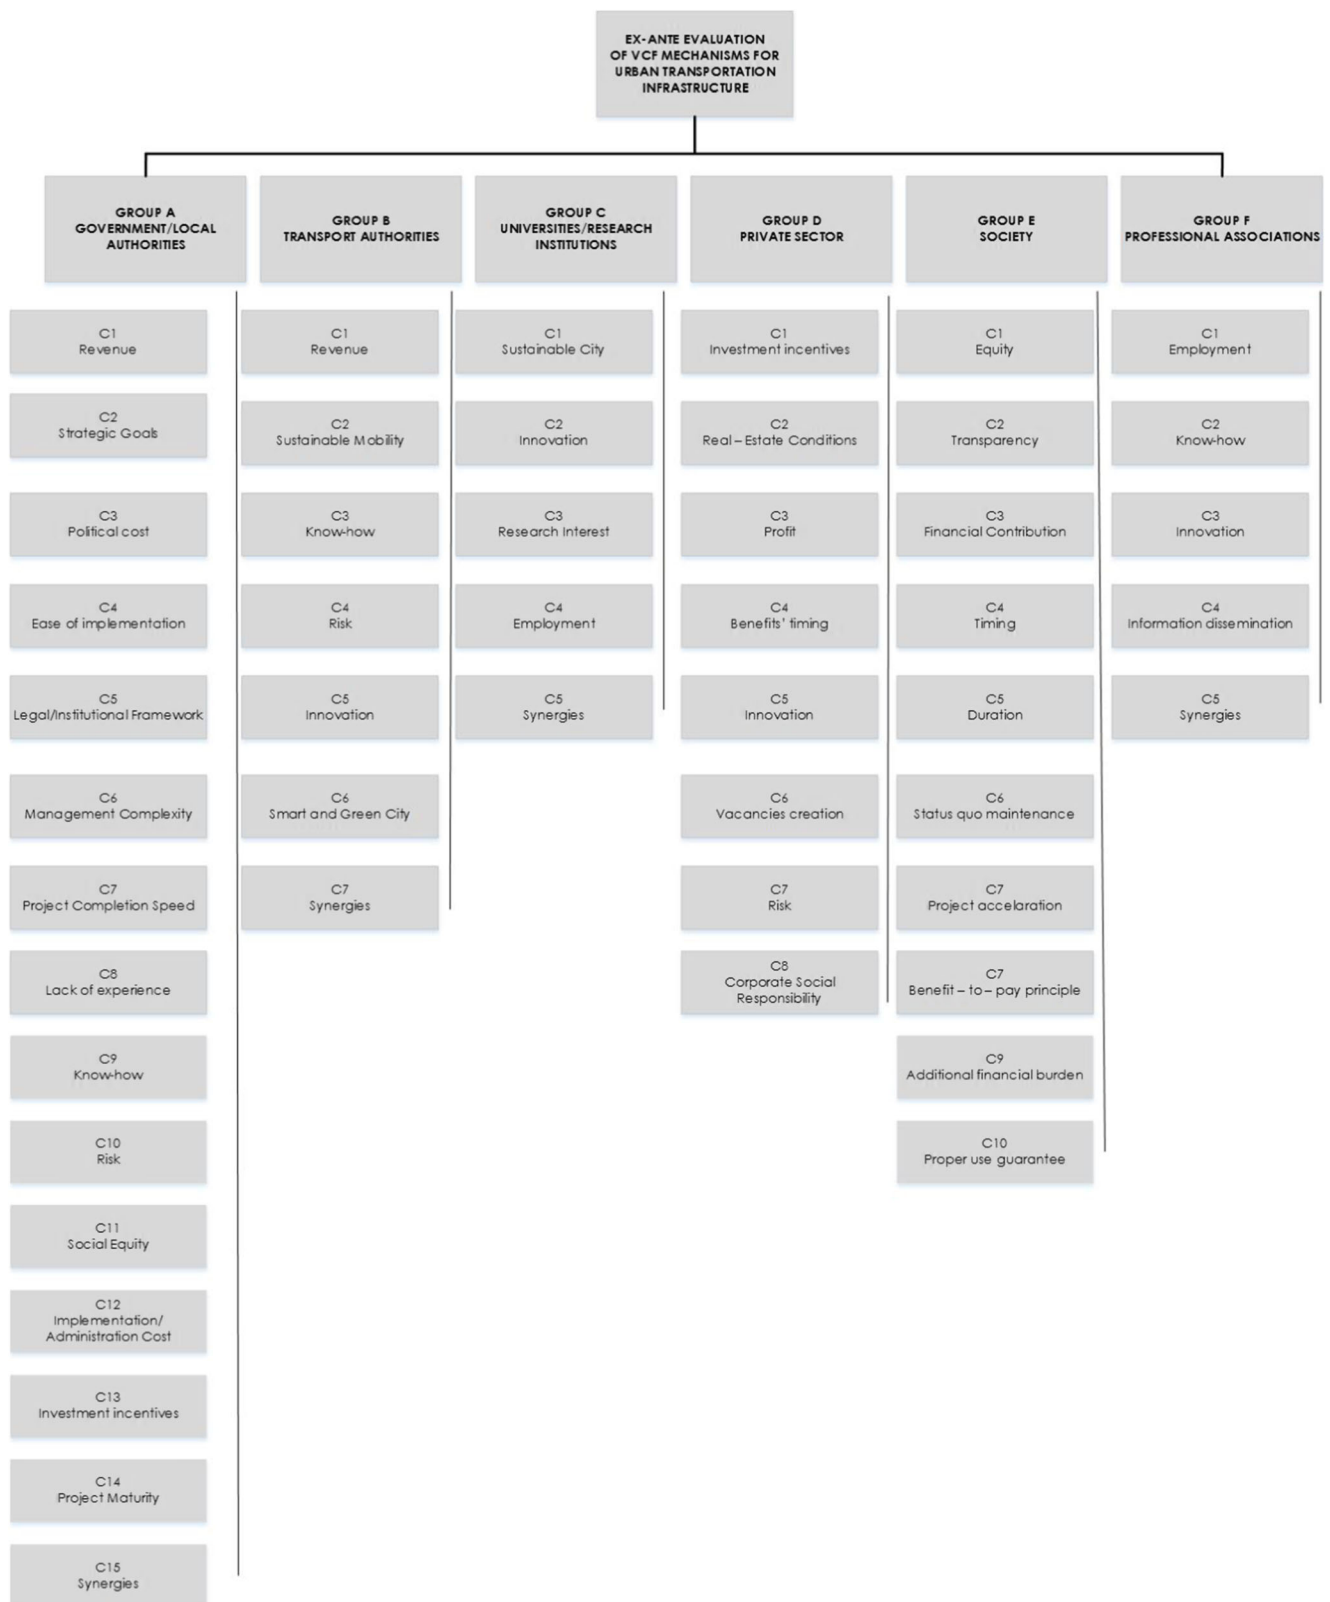 EX-ANTE EVALUATION
OF VCF MECHANISMS FOR
URBAN TRANSPORTATION
INFRASTRUCTURE
GROUP A
GOVERNMENT/LOCAL
AUTHORITIES
C1
Revenue
C2
Strategic Goals
C3
Political cost
C4
Ease of implementation
C5
Legal/Institutional Framework
C6
Management Complexity
C7
Project Completion Speed
C8
Lack of experience
C9
Know-how
C10
Risk
C11
Social Equity
C12
Implementation/
Administration Cost
C13
Investment incentives
C14
Project Maturity
C15
Synergies
GROUP B
TRANSPORT AUTHORITIES
C1
Revenue
C2
Sustainable Mobility
C3
Know-how
C4
Risk
C5
Innovation
C6
Smart and Green City
C7
Synergies
GROUP C
UNIVERSITIES/RESEARCH
INSTITUTIONS
C1
Sustainable City
C2
Innovation
C3
Research Interest
C4
Employment
C5
Synergies
GROUP D
PRIVATE SECTOR
C1
Investment incentives
C2
Real – Estate Conditions
C3
Profit
C4
Benefits' timing
C5
Innovation
C6
Vacancies creation
C7
Risk
C8
Corporate Social
Responsibility
GROUP E
SOCIETY
C1
Equity
C2
Transparency
C3
Financial Contribution
C4
Timing
C5
Duration
C6
Status quo maintenance
C7
Project accelaration
C7
Benefit – to – pay principle
C9
Additional financial burden
C10
Proper use guarantee
GROUP F
PROFESSIONAL ASSOCIATIONS
C1
Employment
C2
Know-how
C3
Innovation
C4
Information dissemination
C5
Synergies